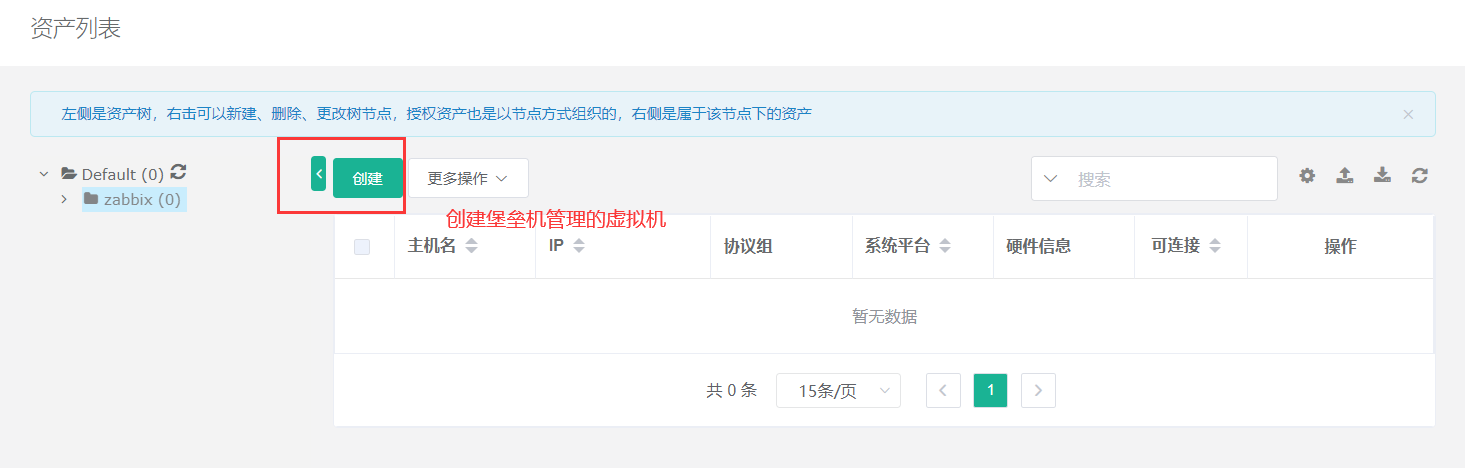 资产列表
左侧是资产树，右击可以新建、删除、更改树节点，授权资产也是以节点方式组织的，右侧是属于该节点下的资产
Default (0)
zabbix (0)
创建 更多操作 搜索
创建堡垒机管理的虚拟机
主机名 IP 协议组 系统平台 硬件信息 可连接 操作
暂无数据
共 0 条 15条/页 1